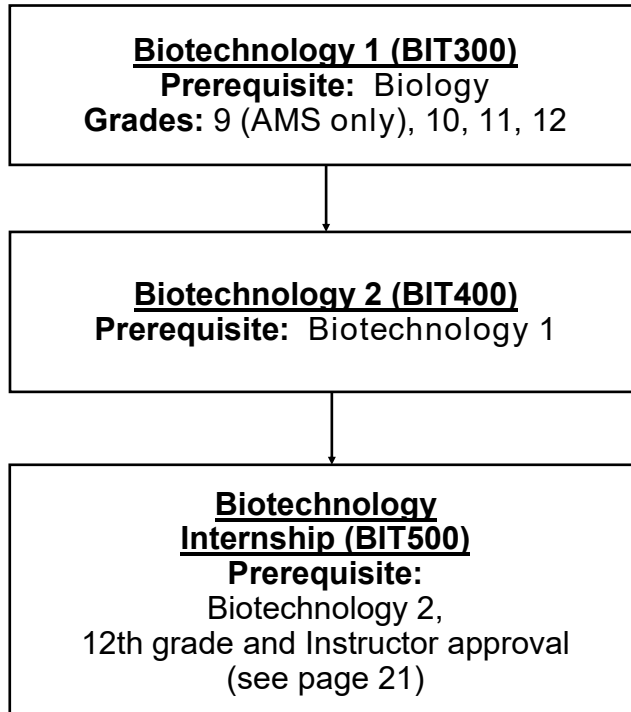 Biotechnology 1 (BIT300)
Prerequisite: Biology
Grades: 9 (AMS only), 10, 11, 12
Biotechnology 2 (BIT400)
Prerequisite: Biotechnology 1
Biotechnology
Internship (BIT500)
Prerequisite:
Biotechnology 2,
12th grade and Instructor approval
(see page 21)